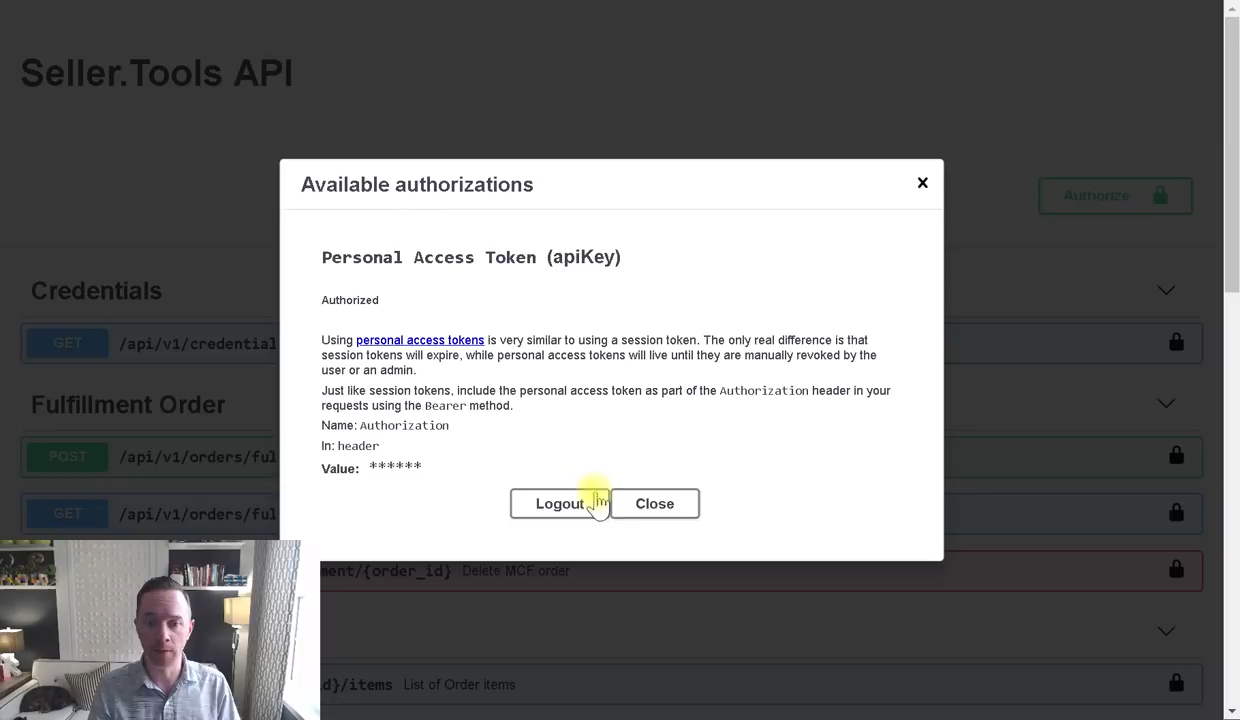 Seller.Tools API
Available authorizations
Authorize
Personal Access Token (apiKey)
Authorized
Using personal access tokens is very similar to using a session token. The only real difference is that
session tokens will expire, while personal access tokens will live until they are manually revoked by the
user or an admin.
Just like session tokens, include the personal access token as part of the Authorization header in your
requests using the Bearer method.
Name: Authorization
In: header
Value: ******
Logout
Close
Credentials
GET /api/v1/credential
Fulfillment Order
POST /api/v1/orders/ful
GET /api/v1/orders/ful
ment/{order_id} Delete MCF order
d}/items List of Order items